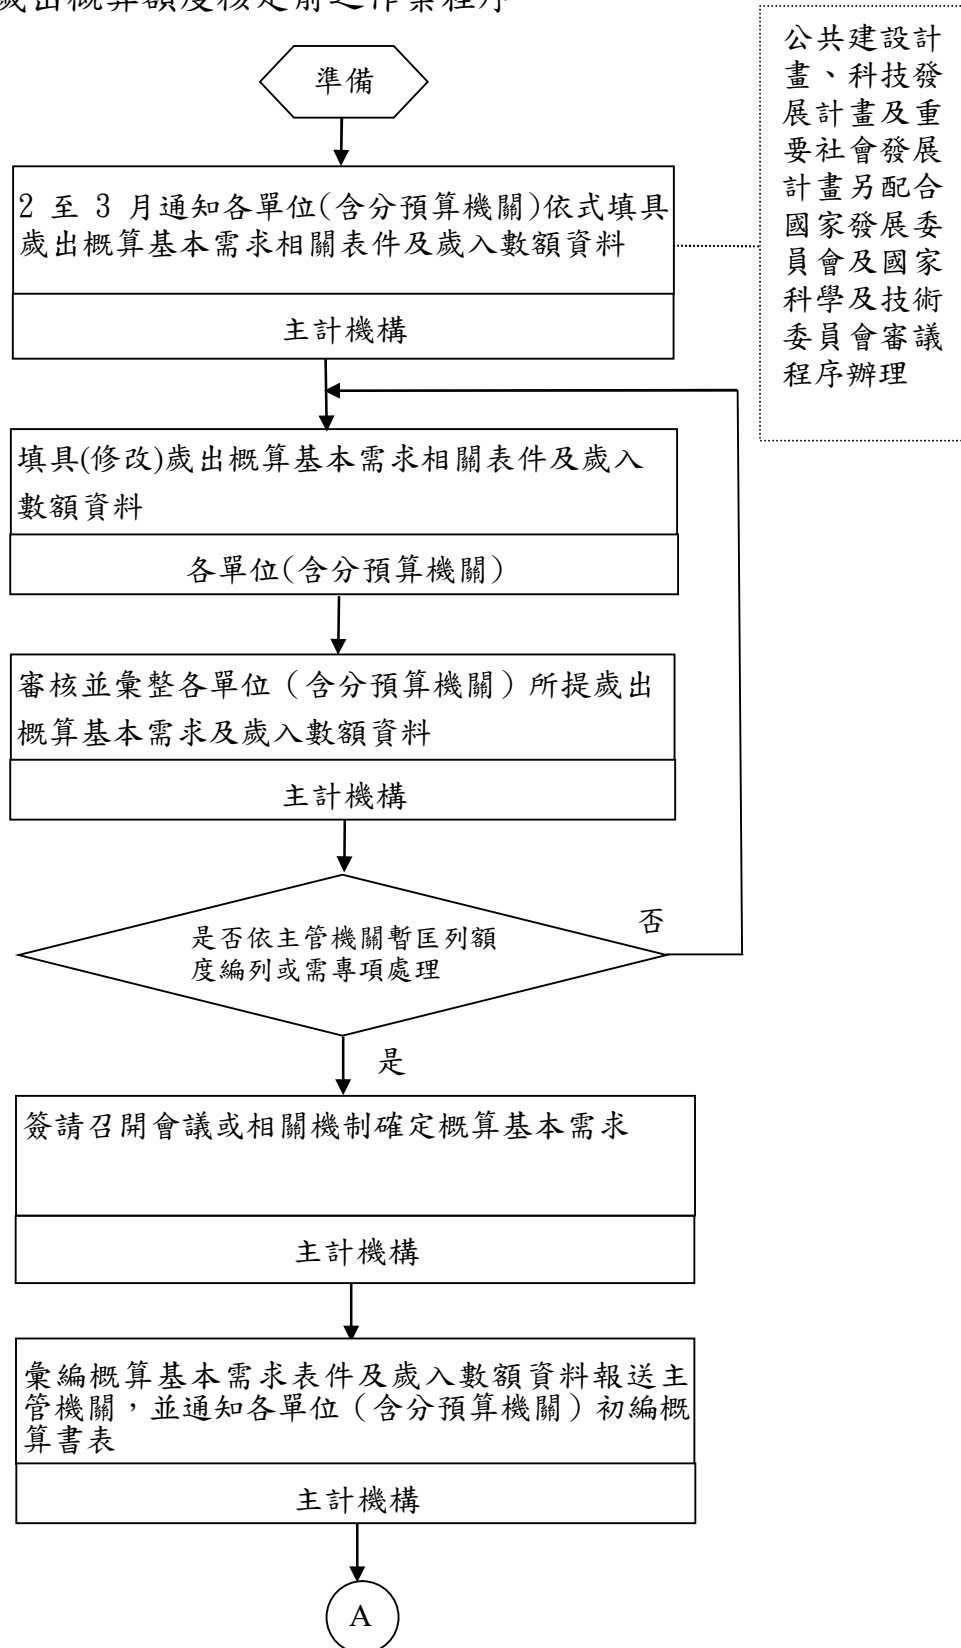 歲出概算額度核定前之作業程序
準備
公共建設計
畫、科技發
展計畫及重
要社會發展
計畫另配合
國家發展委
員會及國家
科學及技術
委員會審議
程序辦理
2 至 3 月通知各單位(含分預算機關)依式填具
歲出概算基本需求相關表件及歲入數額資料
主計機構
填具(修改)歲出概算基本需求相關表件及歲入
數額資料
各單位(含分預算機關)
審核並彙整各單位（含分預算機關）所提歲出
概算基本需求及歲入數額資料
主計機構
是否依主管機關暫匡列額
度編列或需專項處理
否
是
簽請召開會議或相關機制確定概算基本需求
主計機構
彙編概算基本需求表件及歲入數額資料報送主
管機關，並通知各單位（含分預算機關）初編概
算書表
主計機構
A